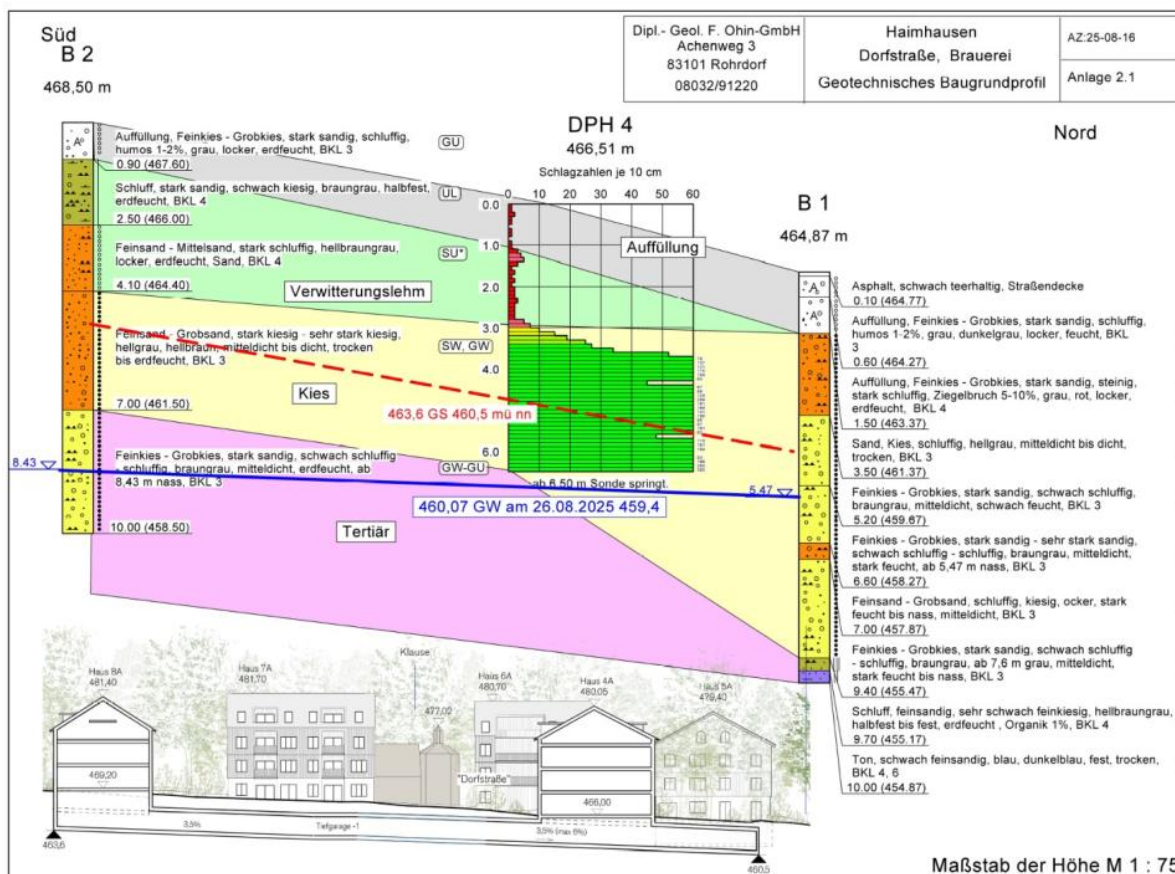 Süd
B 2
468,50 m
Dipl.- Geol. F. Ohin-GmbH
Achenweg 3
83101 Rohrdorf
08032/91220
Haimhausen
Dorfstraße, Brauerei
Geotechnisches Baugrundprofil
AZ:25-08-16
Anlage 2.1
Nord
A
Auffüllung, Feinkies - Grobkies, stark sandig, schluffig,
humos 1-2%, grau, locker, erdfeucht, BKL 3
0.90 (467.60)
GU
Schluff, stark sandig, schwach kiesig, braungrau, halbfest,
erdfeucht, BKL 4
2.50 (466.00)
UL
Feinsand - Mittelsand, stark schluffig, hellbraungrau,
locker, erdfeucht, Sand, BKL 4
4.10 (464.40)
SU*
Verwitterungslehm
Feinsand - Grobsand, stark kiesig - sehr stark kiesig,
hellgrau, hellbraun, mitteldicht bis dicht, trocken
bis erdfeucht, BKL 3
SW, GW
Kies
7.00 (461.50)
463,6 GS 460,5 mü nn
8.43
Feinkies - Grobkies, stark sandig, schwach schluffig
- schluffig, braungrau, mitteldicht, erdfeucht, ab
8,43 m nass, BKL 3
GW-GU
10.00 (458.50)
460,07 GW am 26.08.2025 459,4
Tertiär
DPH 4
466,51 m
Schlagzahlen je 10 cm
0 10 20 30 40 50 60
0.0
1.0
2.0
3.0
4.0
6.0
Auffüllung
ab 6,50 m Sonde springt.
5.47
B 1
464,87 m
A
A
Asphalt, schwach teerhaltig, Straßendecke
0.10 (464.77)
Auffüllung, Feinkies - Grobkies, stark sandig, schluffig,
humos 1-2%, grau, dunkelgrau, locker, feucht, BKL
3
0.60 (464.27)
Auffüllung, Feinkies - Grobkies, stark sandig, steinig,
stark schluffig, Ziegelbruch 5-10%, grau, rot, locker,
erdfeucht, BKL 4
1.50 (463.37)
Sand, Kies, schluffig, hellgrau, mitteldicht bis dicht,
trocken, BKL 3
3.50 (461.37)
Feinkies - Grobkies, stark sandig, schwach schluffig,
braungrau, mitteldicht, schwach feucht, BKL 3
5.20 (459.67)
Feinkies - Grobkies, stark sandig - sehr stark sandig,
schwach schluffig - schluffig, braungrau, mitteldicht,
stark feucht, ab 5,47 m nass, BKL 3
6.60 (458.27)
Feinsand - Grobsand, schluffig, kiesig, ocker, stark
feucht bis nass, mitteldicht, BKL 3
7.00 (457.87)
Feinkies - Grobkies, stark sandig, schwach schluffig
- schluffig, braungrau, ab 7,6 m grau, mitteldicht,
stark feucht bis nass, BKL 3
9.40 (455.47)
Schluff, feinsandig, sehr schwach feinkiesig, hellbraungrau,
halbfest bis fest, erdfeucht , Organik 1%, BKL 4
9.70 (455.17)
Ton, schwach feinsandig, blau, dunkelblau, fest, trocken,
BKL 4, 6
10.00 (454.87)
Haus 8A
481,40
Haus 7A
481,70
Klause
477,02
Haus 6A
480,70
Haus 4A
480,05
Haus 5A
479,40
469,20
"Dorfstraße"
466,00
3,5%
Tiefgarage -1
3,5% (max 6%)
463,6
460,5
Maßstab der Höhe M 1 : 75